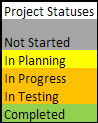 Project Statuses
Not Started
In Planning
In Progress
In Testing
Completed